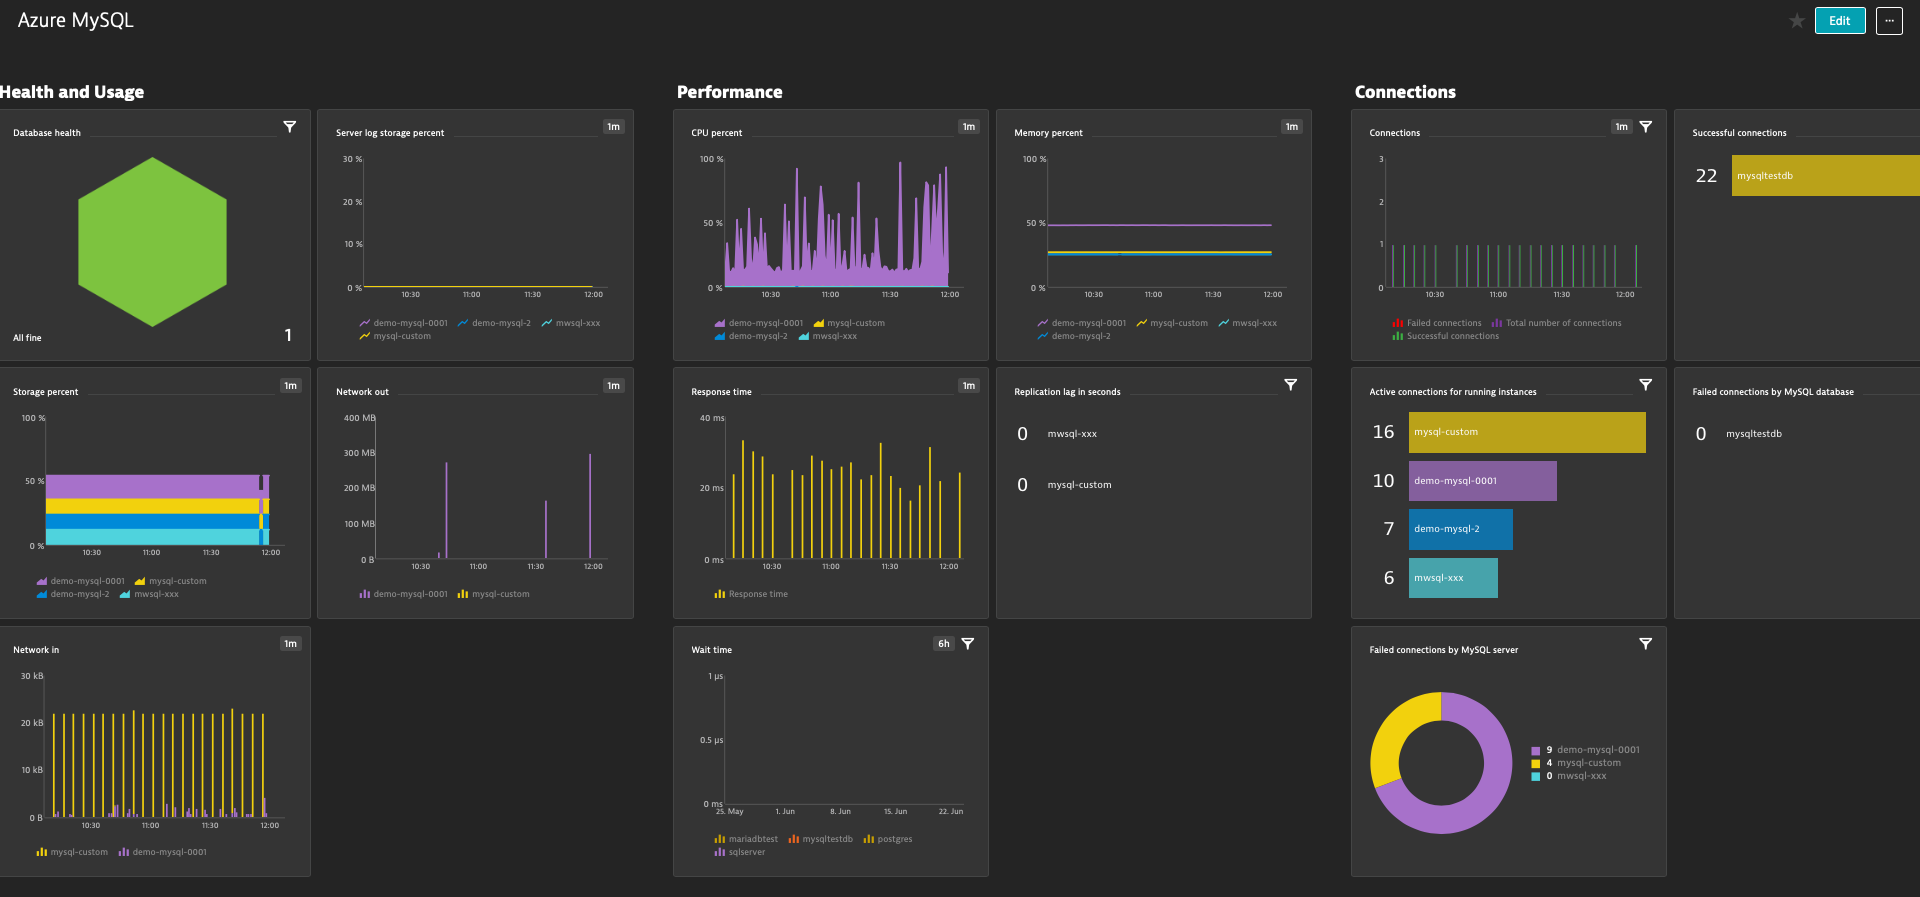 Azure MySQL
Edit
...
Health and Usage
Performance
Connections
Database health
All fine
1
Server log storage percent
1m
30 %
20 %
10 %
0 %
10:30 11:00 11:30 12:00
demo-mysql-0001 demo-mysql-2 mwsql-xxx
mysql-custom
CPU percent
1m
100 %
50 %
0 %
10:30 11:00 11:30 12:00
demo-mysql-0001 mysql-custom
demo-mysql-2 mwsql-xxx
Memory percent
1m
100 %
50 %
0 %
10:30 11:00 11:30 12:00
demo-mysql-0001 mysql-custom mwsql-xxx
demo-mysql-2
Connections
1m
3
2
1
0
10:30 11:00 11:30 12:00
Failed connections Total number of connections
Successful connections
Successful connections
22 mysqltestdb
Storage percent
1m
100 %
50 %
0 %
10:30 11:00 11:30 12:00
demo-mysql-0001 mysql-custom
demo-mysql-2 mwsql-xxx
Network out
1m
400 MB
300 MB
200 MB
100 MB
0 B
10:30 11:00 11:30 12:00
demo-mysql-0001 mysql-custom
Response time
1m
40 ms
20 ms
0 ms
10:30 11:00 11:30 12:00
Response time
Replication lag in seconds
0 mwsql-xxx
0 mysql-custom
Active connections for running instances
16 mysql-custom
10 demo-mysql-0001
7 demo-mysql-2
6 mwsql-xxx
Failed connections by MySQL database
0 mysqltestdb
Network in
1m
30 kB
20 kB
10 kB
0 B
10:30 11:00 11:30 12:00
mysql-custom demo-mysql-0001
Wait time
6h
1 µs
0.5 µs
0 ms
25. May 1. Jun 8. Jun 15. Jun 22. Jun
mariadbtest mysqltestdb postgres
sqlserver
Failed connections by MySQL server
9 demo-mysql-0001
4 mysql-custom
0 mwsql-xxx